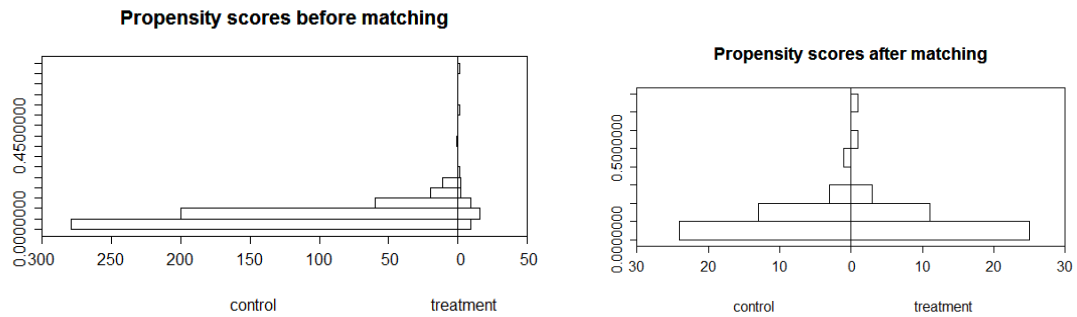 Propensity scores before matching
0.4500000
0.0000000
300 250 200 150 100 50 0 50
control treatment
Propensity scores after matching
0.5000000
0.0000000
30 20 10 0 10 20 30
control treatment